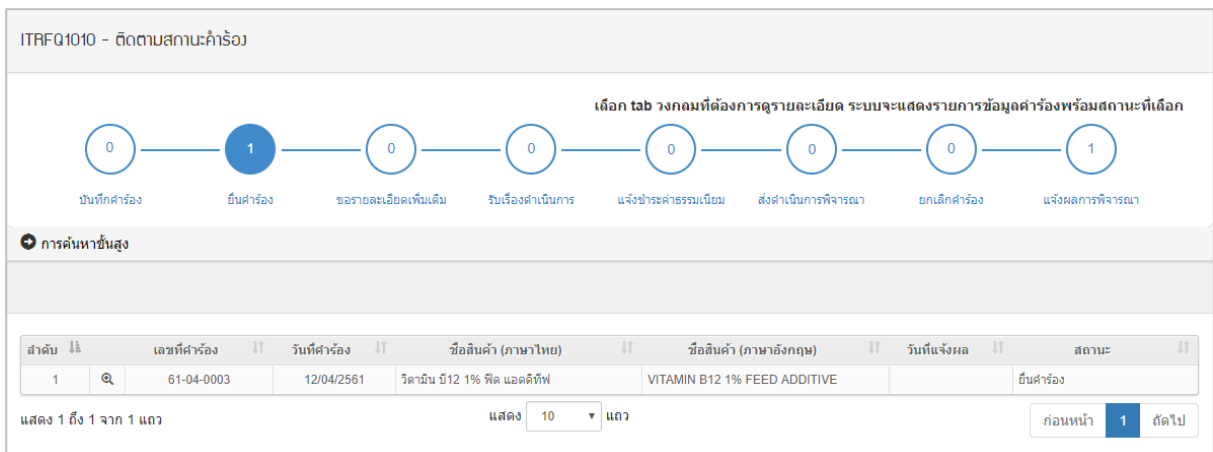 ITRFQ1010 - ติดตามสถานะคำร้อง
เลือก tab วงกลมที่ต้องการดูรายละเอียด ระบบจะแสดงรายการข้อมูลคำร้องพร้อมสถานะที่เลือก
0 1 0 0 0 0 0 1
บันทึกคำร้อง ยื่นคำร้อง ขอรายละเอียดเพิ่มเติม รับเรื่องดำเนินการ แจ้งชำระค่าธรรมเนียม ส่งดำเนินการพิจารณา ยกเลิกคำร้อง แจ้งผลการพิจารณา
การค้นหาขั้นสูง
ลำดับ เลขที่คำร้อง วันที่คำร้อง ชื่อสินค้า (ภาษาไทย) ชื่อสินค้า (ภาษาอังกฤษ) วันที่แจ้งผล สถานะ
1 61-04-0003 12/04/2561 วิตามิน บี12 1% ฟีด แอดดิทีฟ VITAMIN B12 1% FEED ADDITIVE ยื่นคำร้อง
แสดง 1 ถึง 1 จาก 1 แถว แสดง 10 แถว ก่อนหน้า 1 ถัดไป